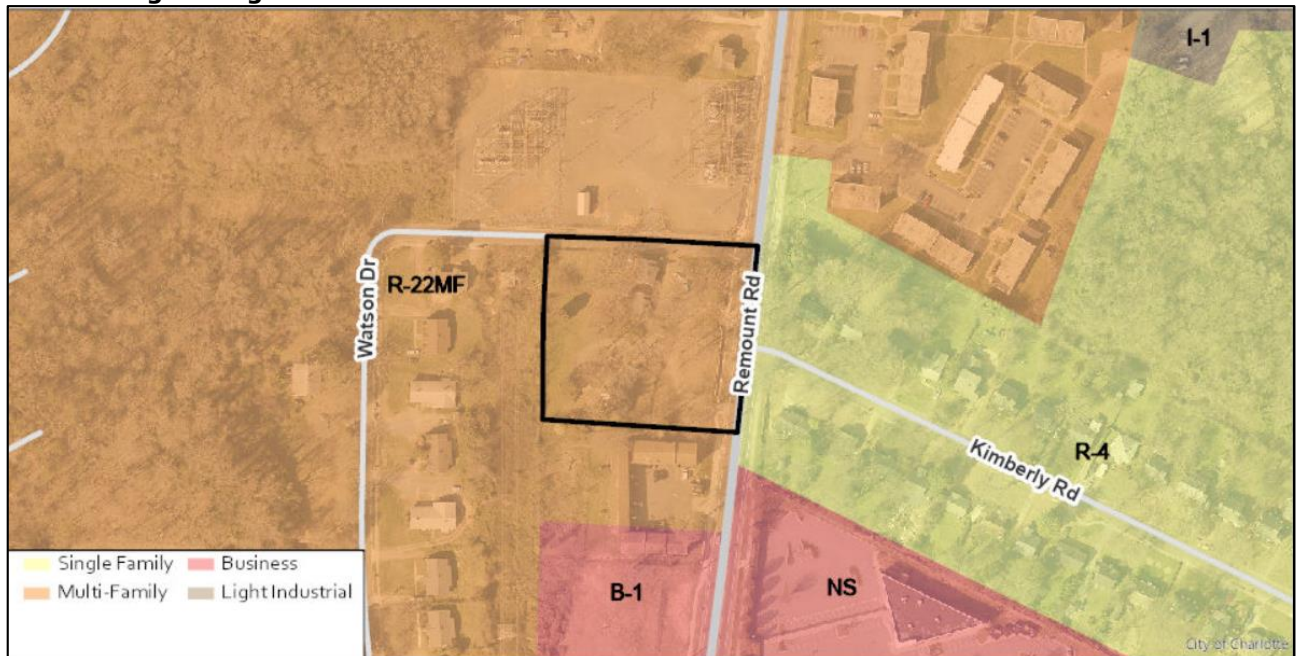 I-1
R-22MF
Watson Dr
Remount Rd
R-4
Kimberly Rd
Single Family
Business
Multi-Family
Light Industrial
B-1
NS
City of Charlotte